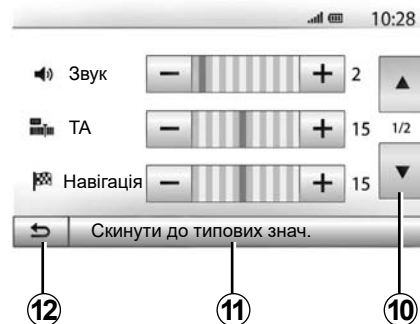 10:28
Звук 2
TA 15
1/2
Навігація 15
Скинути до типових знач.
12 11 10